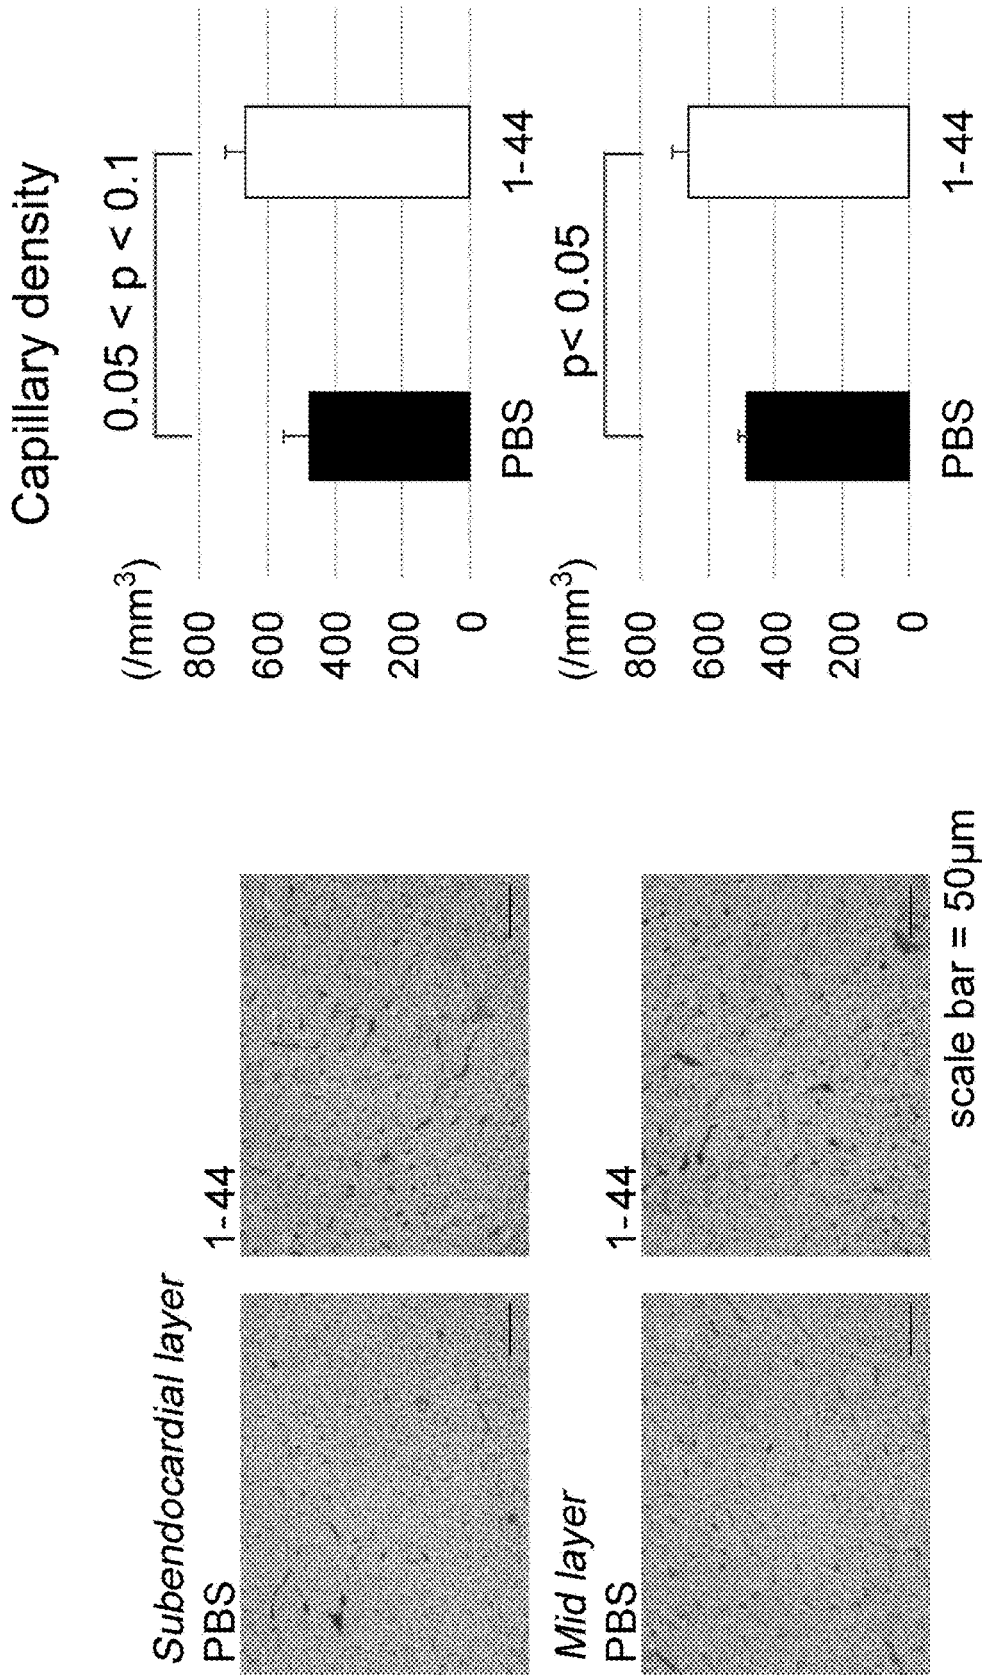 Capillary density
Subendocardial layer
PBS
1-44
(/mm³)
0.05 < p < 0.1
800
600
400
200
0
PBS
1-44
Mid layer
PBS
1-44
scale bar = 50μm
(/mm³)
p< 0.05
800
600
400
200
0
PBS
1-44